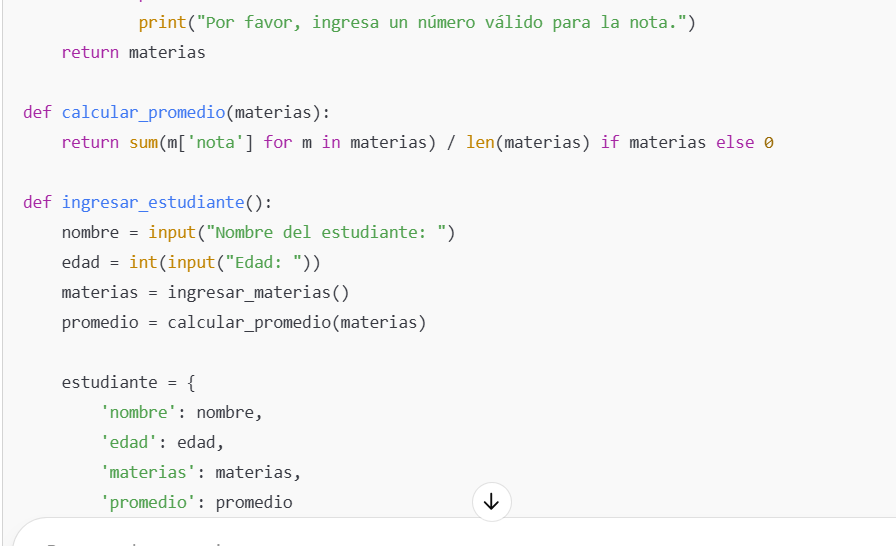 print("Por favor, ingresa un número válido para la nota.")
return materias
def calcular_promedio(materias):
return sum(m['nota'] for m in materias) / len(materias) if materias else 0
def ingresar_estudiante():
nombre = input("Nombre del estudiante: ")
edad = int(input("Edad: "))
materias = ingresar_materias()
promedio = calcular_promedio(materias)
estudiante = {
'nombre': nombre,
'edad': edad,
'materias': materias,
'promedio': promedio